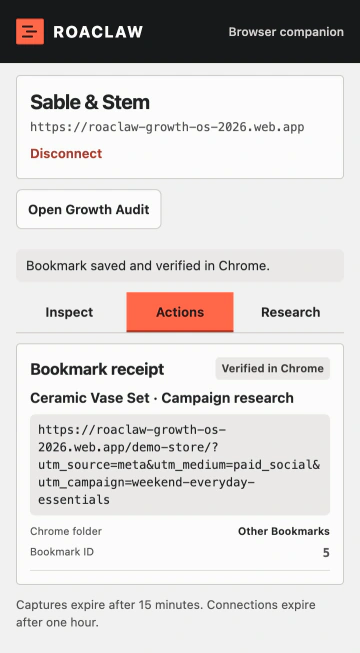 ROACLAW
Browser companion
Sable & Stem
https://roaclaw-growth-os-2026.web.app
Disconnect
Open Growth Audit
Bookmark saved and verified in Chrome.
Inspect
Actions
Research
Bookmark receipt
Verified in Chrome
Ceramic Vase Set · Campaign research
https://roaclaw-growth-os-
2026.web.app/demo-store/?
utm_source=meta&utm_medium=paid_social&
utm_campaign=weekend-everyday-
essentials
Chrome folder
Other Bookmarks
Bookmark ID
5
Captures expire after 15 minutes. Connections expire
after one hour.